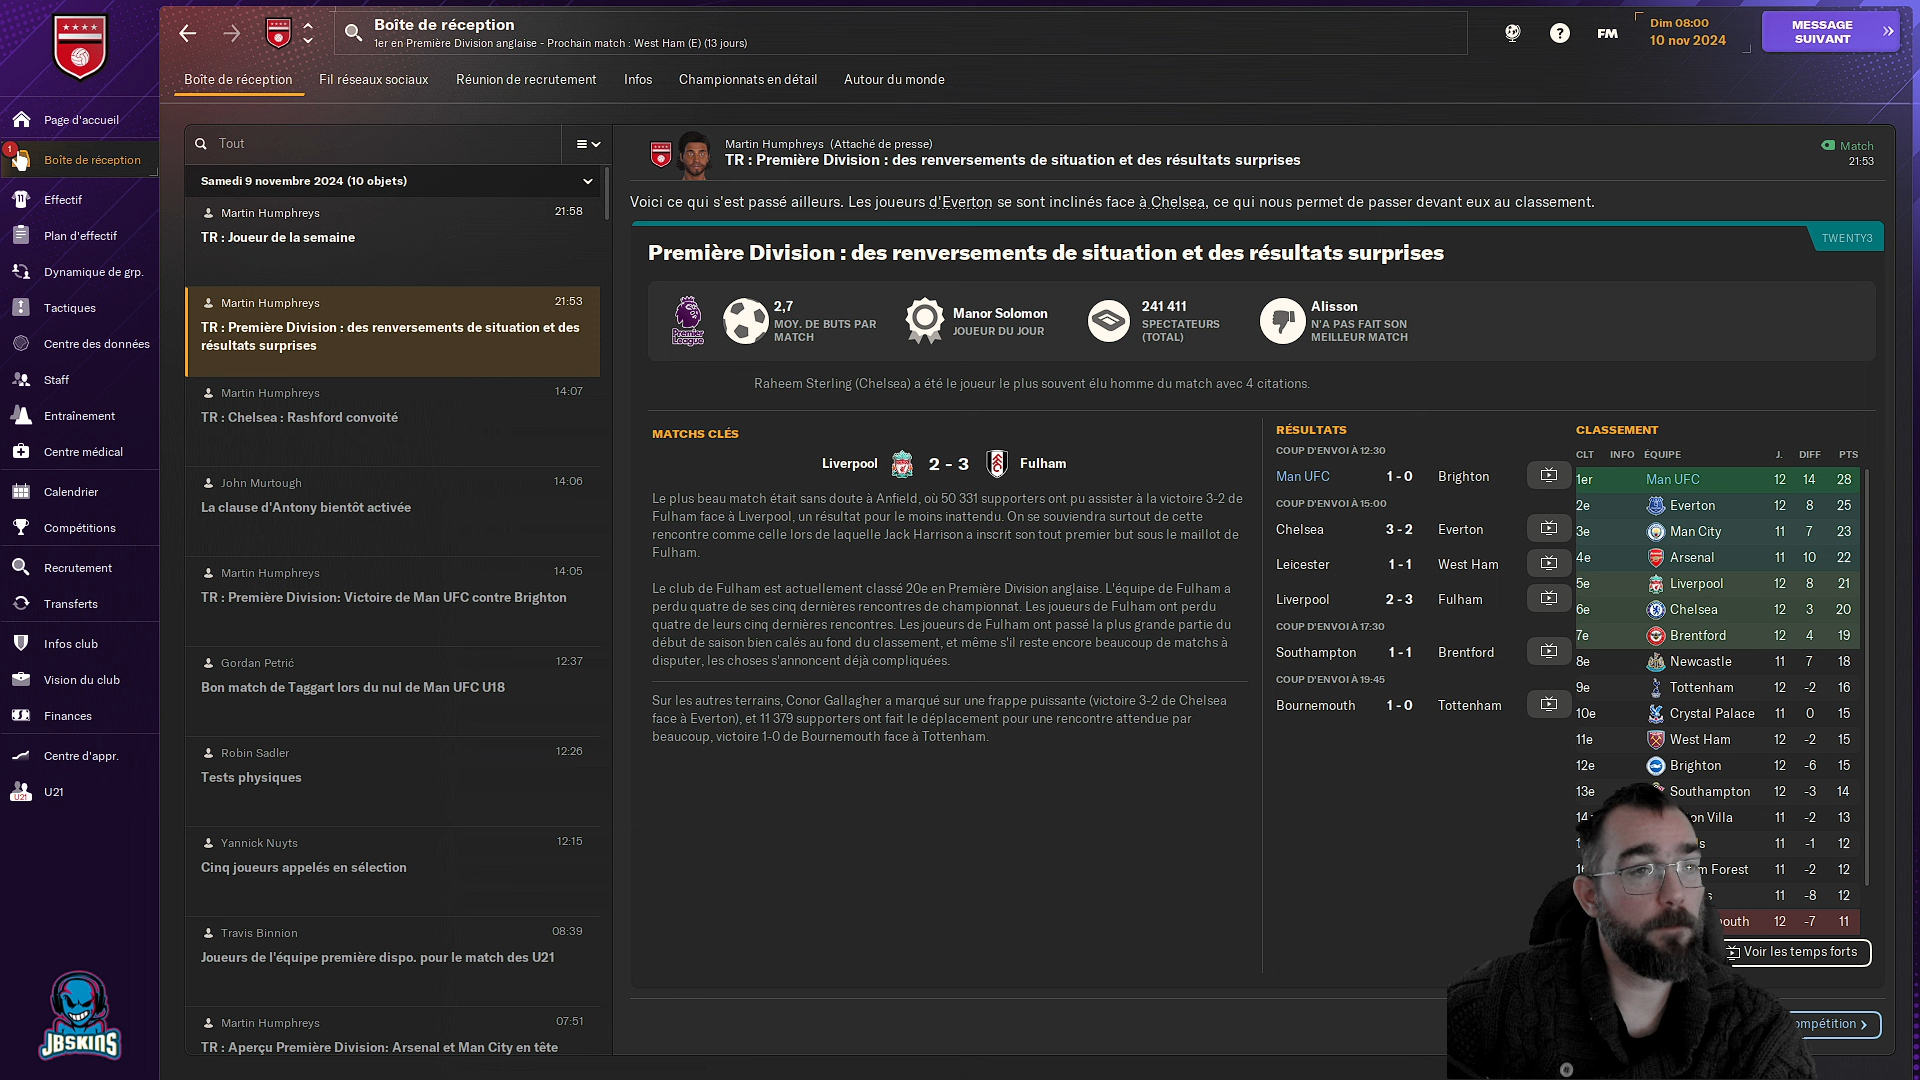 Boîte de réception
1er en Première Division anglaise - Prochain match : West Ham (E) (13 jours)
FM
Dim 08:00
10 nov 2024
MESSAGE SUIVANT
Boîte de réception
Fil réseaux sociaux
Réunion de recrutement
Infos
Championnats en détail
Autour du monde
Page d'accueil
1
Boîte de réception
Effectif
Plan d'effectif
Dynamique de grp.
Tactiques
Centre des données
Staff
Entraînement
Centre médical
Calendrier
Compétitions
Recrutement
Transferts
Infos club
Vision du club
Finances
Centre d'appr.
U21
U21
JBSKINS
Tout
Samedi 9 novembre 2024 (10 objets)
Martin Humphreys 21:58
TR : Joueur de la semaine
Martin Humphreys 21:53
TR : Première Division : des renversements de situation et des
résultats surprises
Martin Humphreys 14:07
TR : Chelsea : Rashford convoité
John Murtough 14:06
La clause d'Antony bientôt activée
Martin Humphreys 14:05
TR : Première Division: Victoire de Man UFC contre Brighton
Gordan Petrić 12:37
Bon match de Taggart lors du nul de Man UFC U18
Robin Sadler 12:26
Tests physiques
Yannick Nuyts 12:15
Cinq joueurs appelés en sélection
Travis Binnion 08:39
Joueurs de l'équipe première dispo. pour le match des U21
Martin Humphreys 07:51
TR : Aperçu Première Division: Arsenal et Man City en tête
Martin Humphreys (Attaché de presse)
TR : Première Division : des renversements de situation et des résultats surprises
Match
21:53
Voici ce qui s'est passé ailleurs. Les joueurs d'Everton se sont inclinés face à Chelsea, ce qui nous permet de passer devant eux au classement.
TWENTY3
Première Division : des renversements de situation et des résultats surprises
Premier League
2,7
MOY. DE BUTS PAR
MATCH
Manor Solomon
JOUEUR DU JOUR
241 411
SPECTATEURS
(TOTAL)
Alisson
N'A PAS FAIT SON
MEILLEUR MATCH
Raheem Sterling (Chelsea) a été le joueur le plus souvent élu homme du match avec 4 citations.
MATCHS CLÉS
Liverpool 2 - 3 Fulham
Le plus beau match était sans doute à Anfield, où 50 331 supporters ont pu assister à la victoire 3-2 de
Fulham face à Liverpool, un résultat pour le moins inattendu. On se souviendra surtout de cette
rencontre comme celle lors de laquelle Jack Harrison a inscrit son tout premier but sous le maillot de
Fulham.
Le club de Fulham est actuellement classé 20e en Première Division anglaise. L'équipe de Fulham a
perdu quatre de ses cinq dernières rencontres de championnat. Les joueurs de Fulham ont perdu
quatre de leurs cinq dernières rencontres. Les joueurs de Fulham ont passé la plus grande partie du
début de saison bien calés au fond du classement, et même s'il reste encore beaucoup de matchs à
disputer, les choses s'annoncent déjà compliquées.
Sur les autres terrains, Conor Gallagher a marqué sur une frappe puissante (victoire 3-2 de Chelsea
face à Everton), et 11 379 supporters ont fait le déplacement pour une rencontre attendue par
beaucoup, victoire 1-0 de Bournemouth face à Tottenham.
RÉSULTATS
COUP D'ENVOI À 12:30
Man UFC 1 - 0 Brighton
COUP D'ENVOI À 15:00
Chelsea 3 - 2 Everton
Leicester 1 - 1 West Ham
Liverpool 2 - 3 Fulham
COUP D'ENVOI À 17:30
Southampton 1 - 1 Brentford
COUP D'ENVOI À 19:45
Bournemouth 1 - 0 Tottenham
CLASSEMENT
CLT INFO ÉQUIPE J. DIFF PTS
1er Man UFC 12 14 28
2e Everton 12 8 25
3e Man City 11 7 23
4e Arsenal 11 10 22
5e Liverpool 12 8 21
6e Chelsea 12 3 20
7e Brentford 12 4 19
8e Newcastle 11 7 18
9e Tottenham 12 -2 16
10e Crystal Palace 11 0 15
11e West Ham 12 -2 15
12e Brighton 12 -6 15
13e Southampton 12 -3 14
Villa 11 -2 13
11 -1 12
Forest 11 -2 12
11 -8 12
12 -7 11
Voir les temps forts